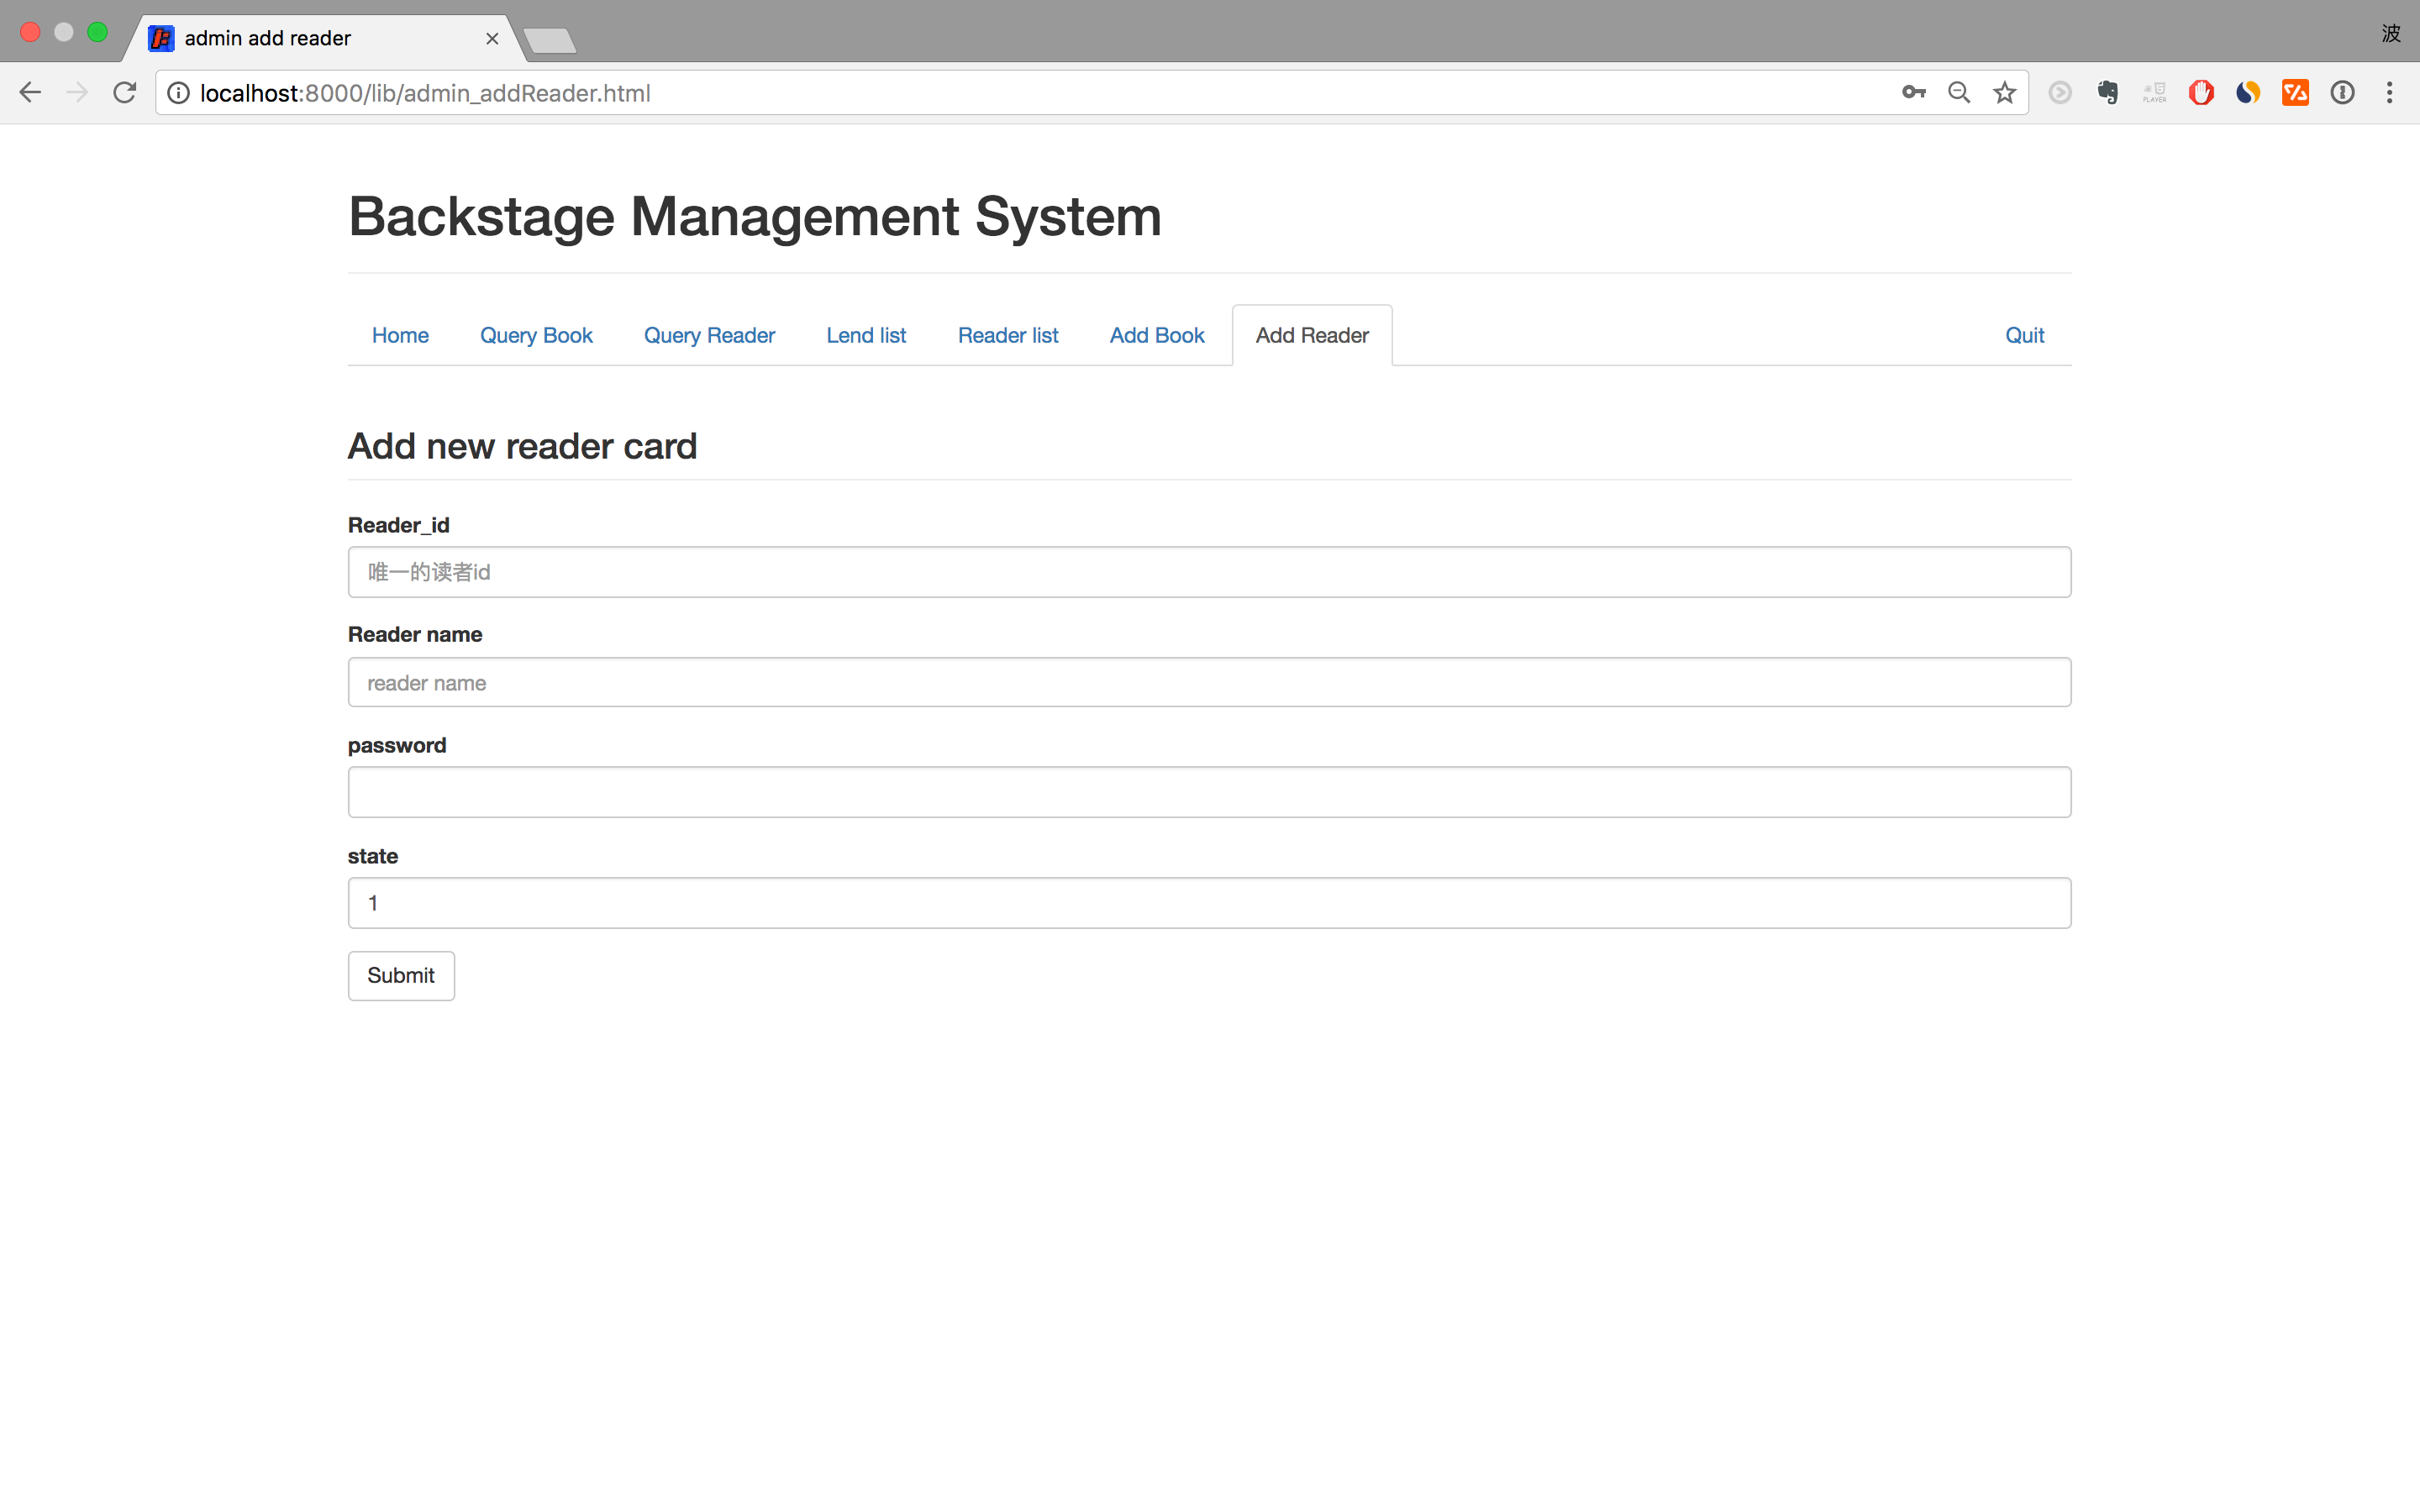 admin add reader
波
localhost:8000/lib/admin_addReader.html
PLAYER
Backstage Management System
Home Query Book Query Reader Lend list Reader list Add Book Add Reader Quit
Add new reader card
Reader_id
唯一的读者id
Reader name
reader name
password
state
1
Submit